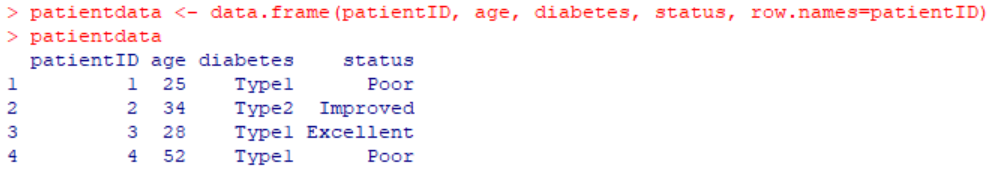 > patientdata <- data.frame(patientID, age, diabetes, status, row.names=patientID)
> patientdata
  patientID age diabetes    status
1         1  25    Type1      Poor
2         2  34    Type2  Improved
3         3  28    Type1 Excellent
4         4  52    Type1      Poor